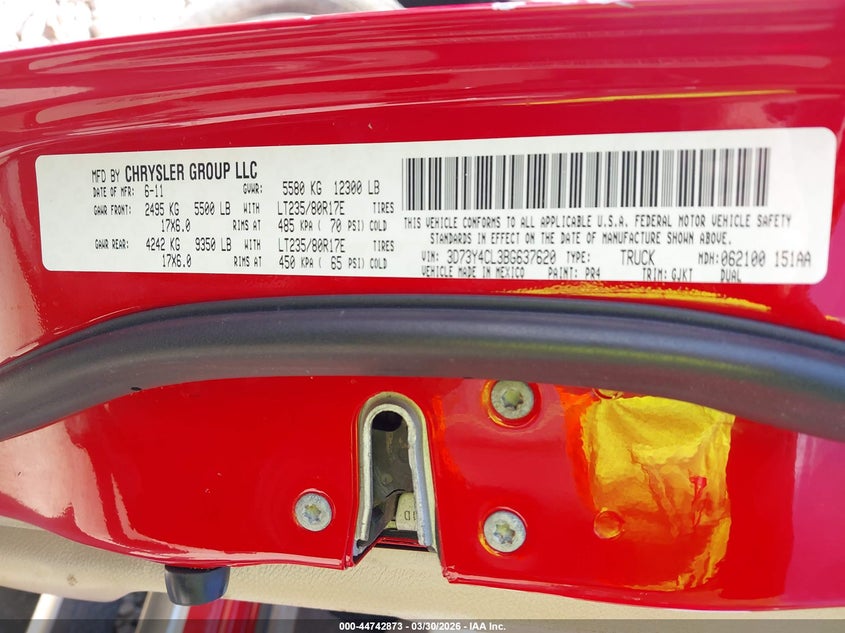 MFD BY CHRYSLER GROUP LLC
DATE OF MFR: 6-11 GVWR: 5580 KG 12300 LB
GAWR FRONT: 2495 KG 5500 LB WITH LT235/80R17E TIRES
17X6.0 RIMS AT 485 KPA ( 70 PSI) COLD
GAWR REAR: 4242 KG 9350 LB WITH LT235/80R17E TIRES
17X6.0 RIMS AT 450 KPA ( 65 PSI) COLD
THIS VEHICLE CONFORMS TO ALL APPLICABLE U.S.A. FEDERAL MOTOR VEHICLE SAFETY
STANDARDS IN EFFECT ON THE DATE OF MANUFACTURE SHOWN ABOVE.
VIN: 3D73Y4CL3BG637620 TYPE: TRUCK MDH: 062100 151AA
VEHICLE MADE IN MEXICO PAINT: PR4 TRIM: GJKT DUAL
000-44742873 — 03/30/2026 — IAA Inc.